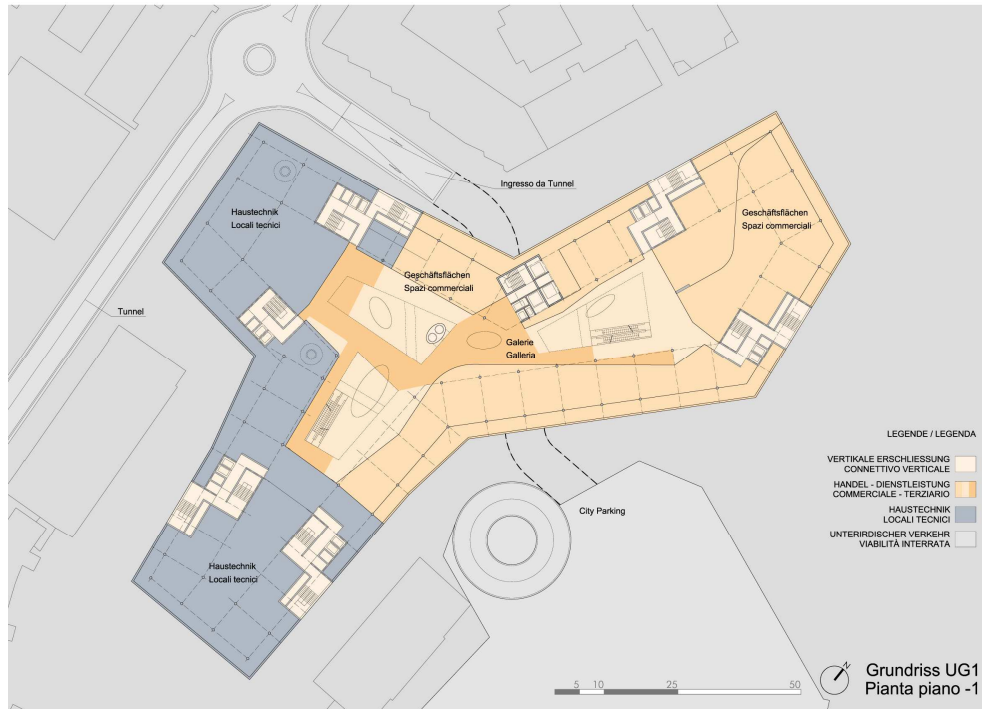 Ingresso da Tunnel
Haustechnik
Locali tecnici
Geschäftsflächen
Spazi commerciali
Geschäftsflächen
Spazi commerciali
Tunnel
Galerie
Galleria
City Parking
Haustechnik
Locali tecnici
LEGENDE / LEGENDA
VERTIKALE ERSCHLIESSUNG
CONNETTIVO VERTICALE
HANDEL - DIENSTLEISTUNG
COMMERCIALE - TERZIARIO
HAUSTECHNIK
LOCALI TECNICI
UNTERIRDISCHER VERKEHR
VIABILITÀ INTERRATA
5 10 25 50
N
Grundriss UG1
Pianta piano -1